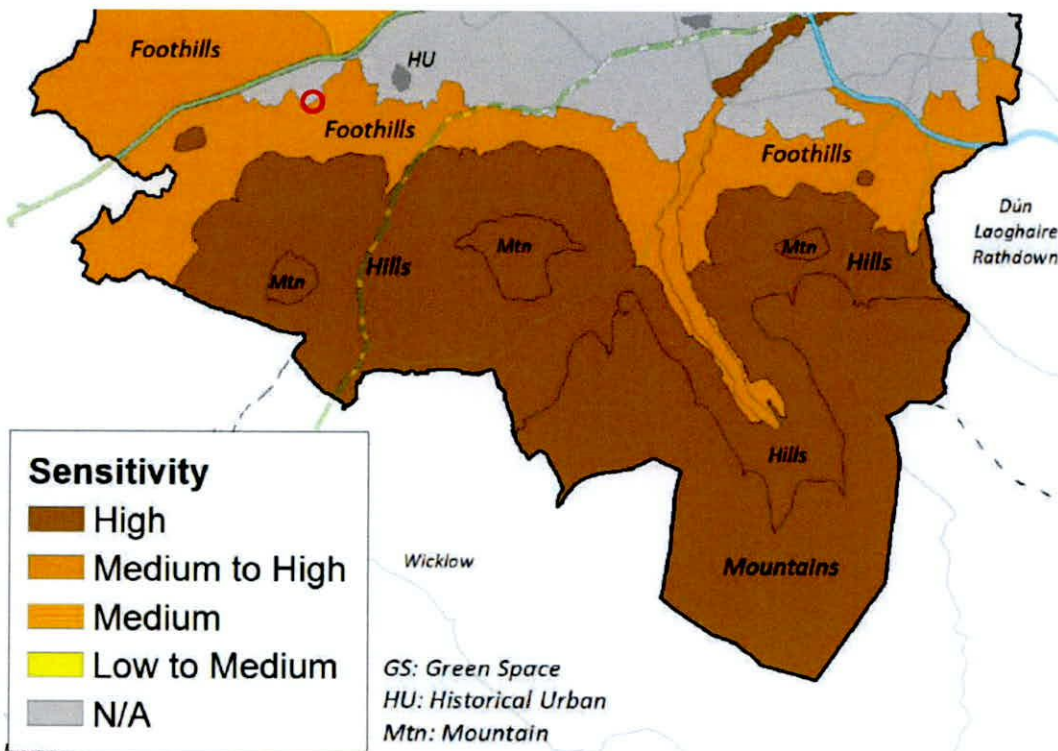 Foothills
HU
Foothills
Foothills
Dún
Laoghaire
Rathdown
Mtn
Mtn
Hills
Mtn
Hills
Hills
Mountains
Wicklow
Sensitivity
High
Medium to High
Medium
Low to Medium
N/A
GS: Green Space
HU: Historical Urban
Mtn: Mountain